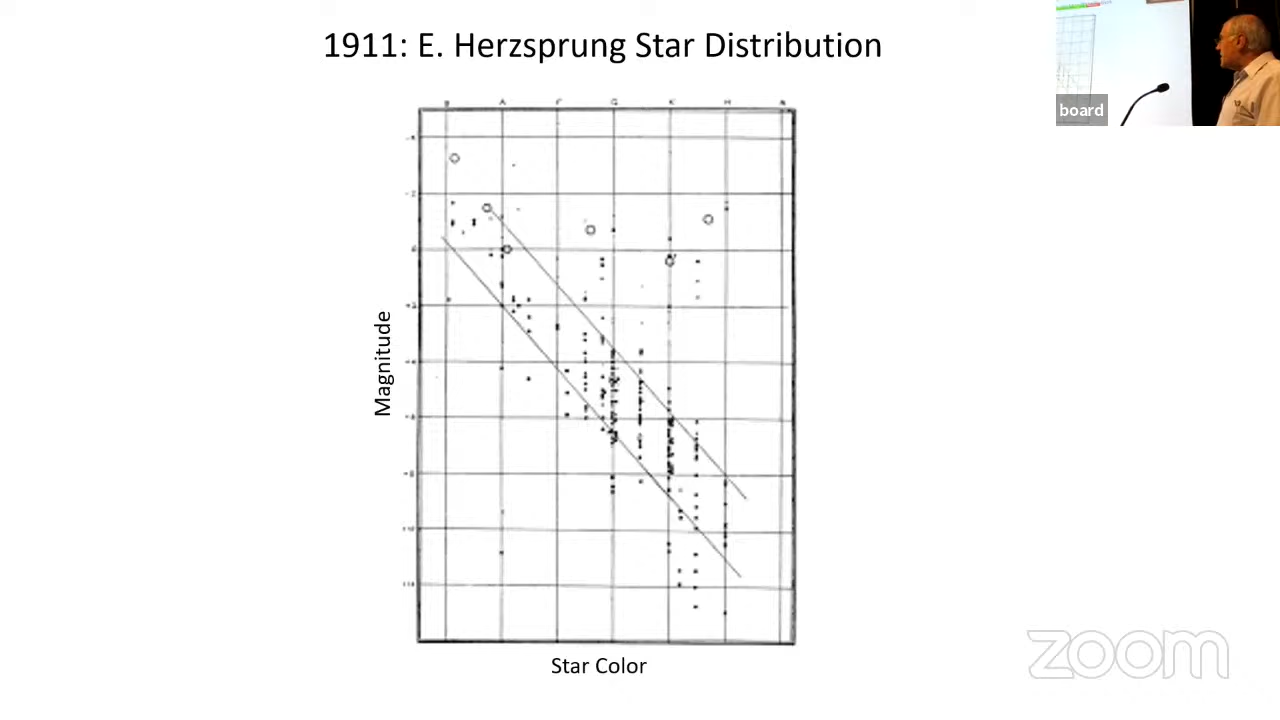 1911: E. Herzsprung Star Distribution
board
B A F G K M N
Magnitude
Star Color
zoom